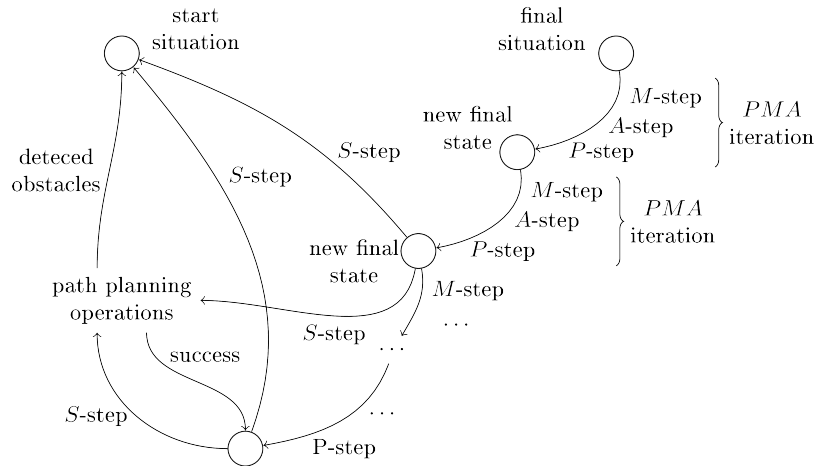 start
situation
final
situation
M-step
A-step
P-step
PMA
iteration
new final
state
deteced
obstacles
S-step
S-step
M-step
A-step
P-step
PMA
iteration
new final
state
path planning
operations
M-step
...
S-step
...
success
S-step
...
P-step